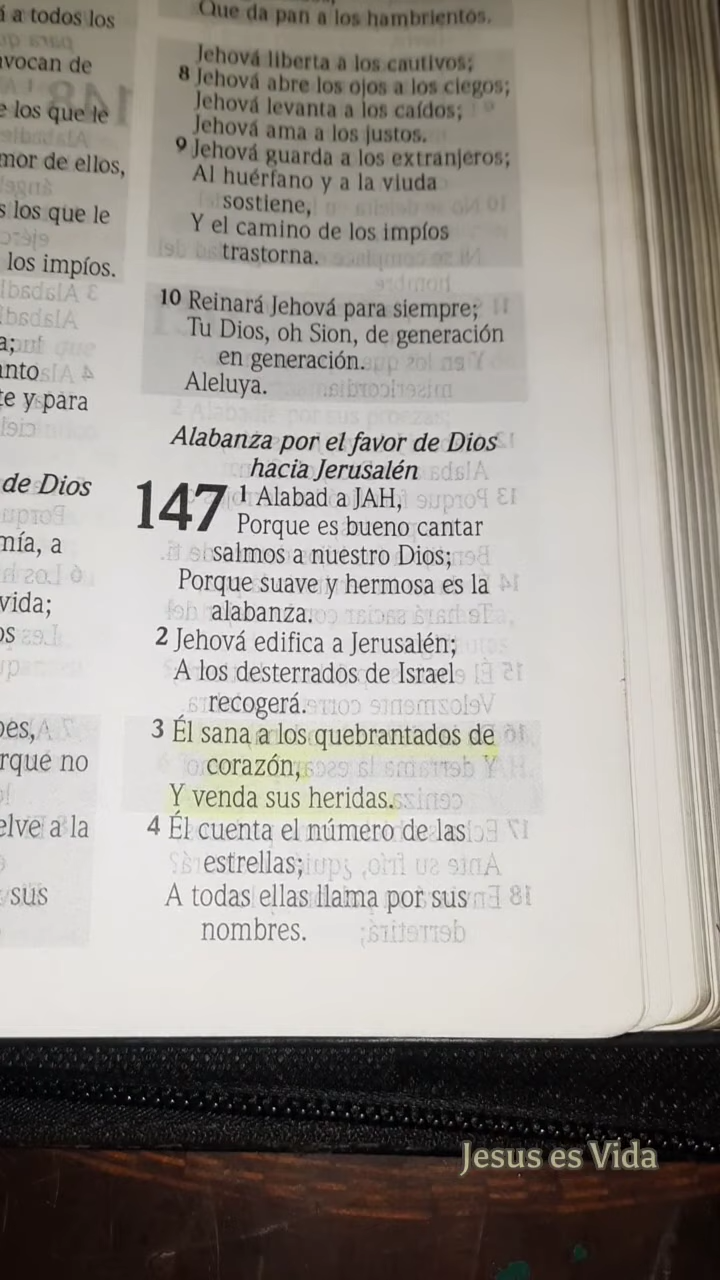 á a todos los
vocan de
e los que le
mor de ellos,
s los que le
los impíos.
a;
anto
te y para
de Dios
nía, a
vida;
os
bes,
rque no
elve a la
sus
Que da pan a los hambrientos.
Jehová liberta a los cautivos;
8 Jehová abre los ojos a los ciegos;
Jehová levanta a los caídos;
Jehová ama a los justos.
9 Jehová guarda a los extranjeros;
Al huérfano y a la viuda
sostiene,
Y el camino de los impíos
trastorna.
10 Reinará Jehová para siempre;
Tu Dios, oh Sion, de generación
en generación.
Aleluya.
Alabanza por el favor de Dios
hacia Jerusalén
147 1 Alabad a JAH,
Porque es bueno cantar
salmos a nuestro Dios;
Porque suave y hermosa es la
alabanza.
2 Jehová edifica a Jerusalén;
A los desterrados de Israel
recogerá.
3 Él sana a los quebrantados de
corazón,
Y venda sus heridas.
4 Él cuenta el número de las
estrellas;
A todas ellas llama por sus
nombres.
Jesus es Vida